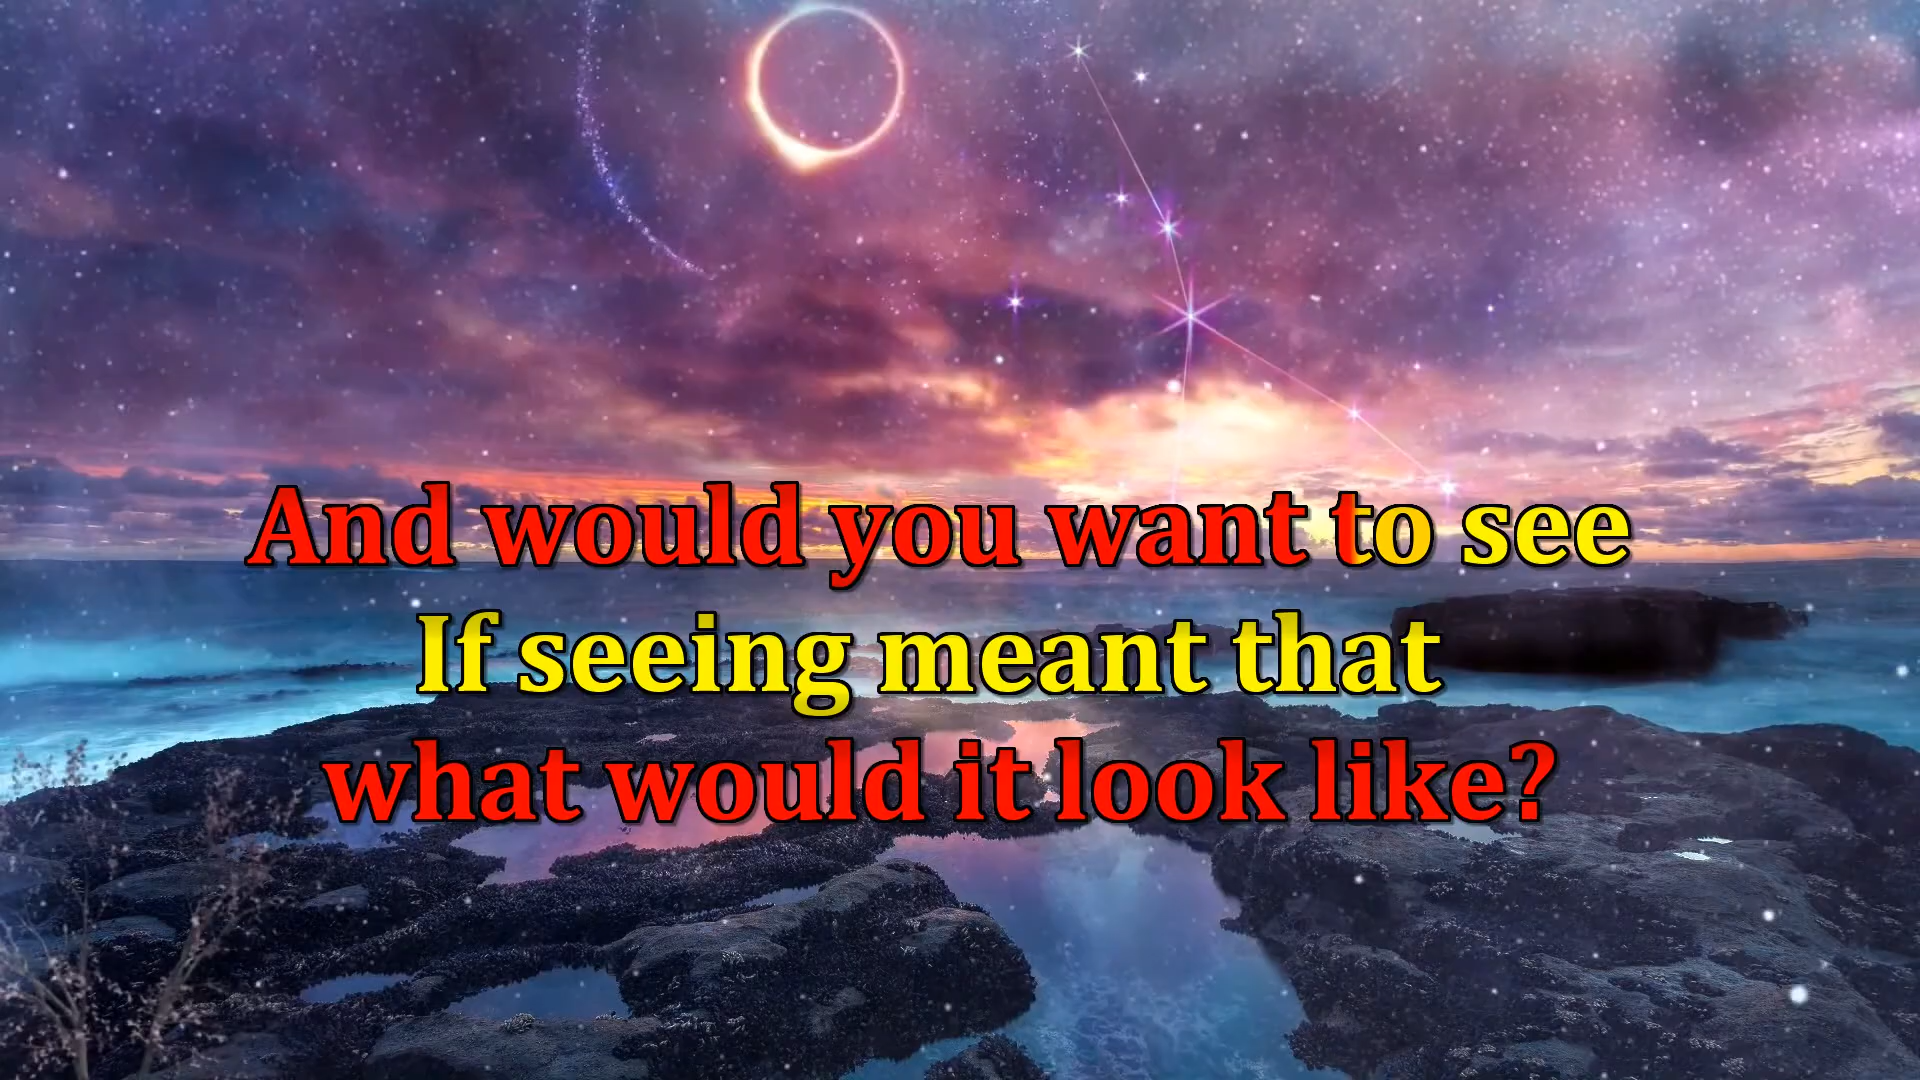 And would you want to see
If seeing meant that
what would it look like?